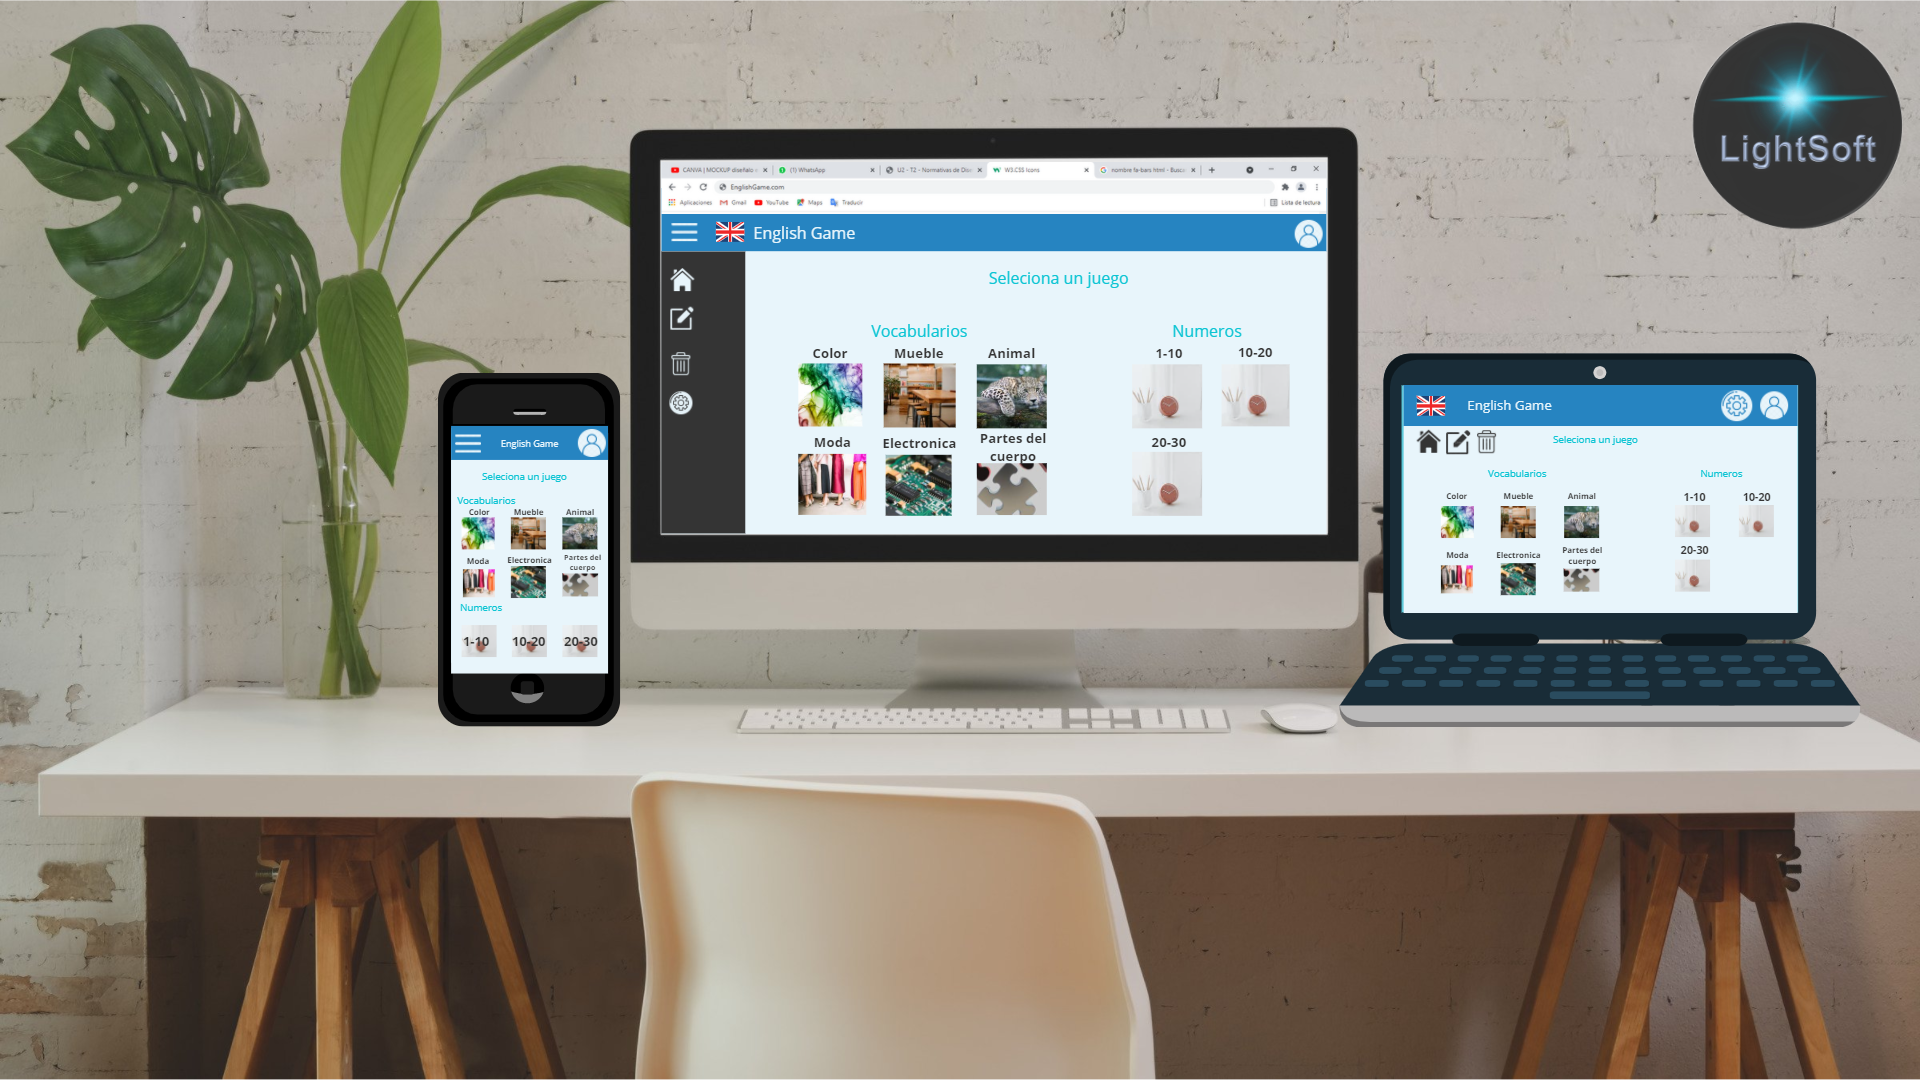 LightSoft
CANVA | MOCKUP diseñalo
(1) WhatsApp
U2 - T2 - Normativas de Dis
W3.CSS Icons
nombre fa-bars html - Busc
EnglishGame.com
Aplicaciones Gmail YouTube Maps Traducir
Lista de lectura
English Game
Seleciona un juego
Vocabularios Numeros
Color Mueble Animal 1-10 10-20
Moda Electronica Partes del
cuerpo
20-30
English Game
Seleciona un juego
Vocabularios
Color Mueble Animal
Moda Electronica Partes del
cuerpo
Numeros
1-10 10-20 20-30
English Game
Seleciona un juego
Vocabularios Numeros
Color Mueble Animal 1-10 10-20
Moda Electronica Partes del
cuerpo
20-30